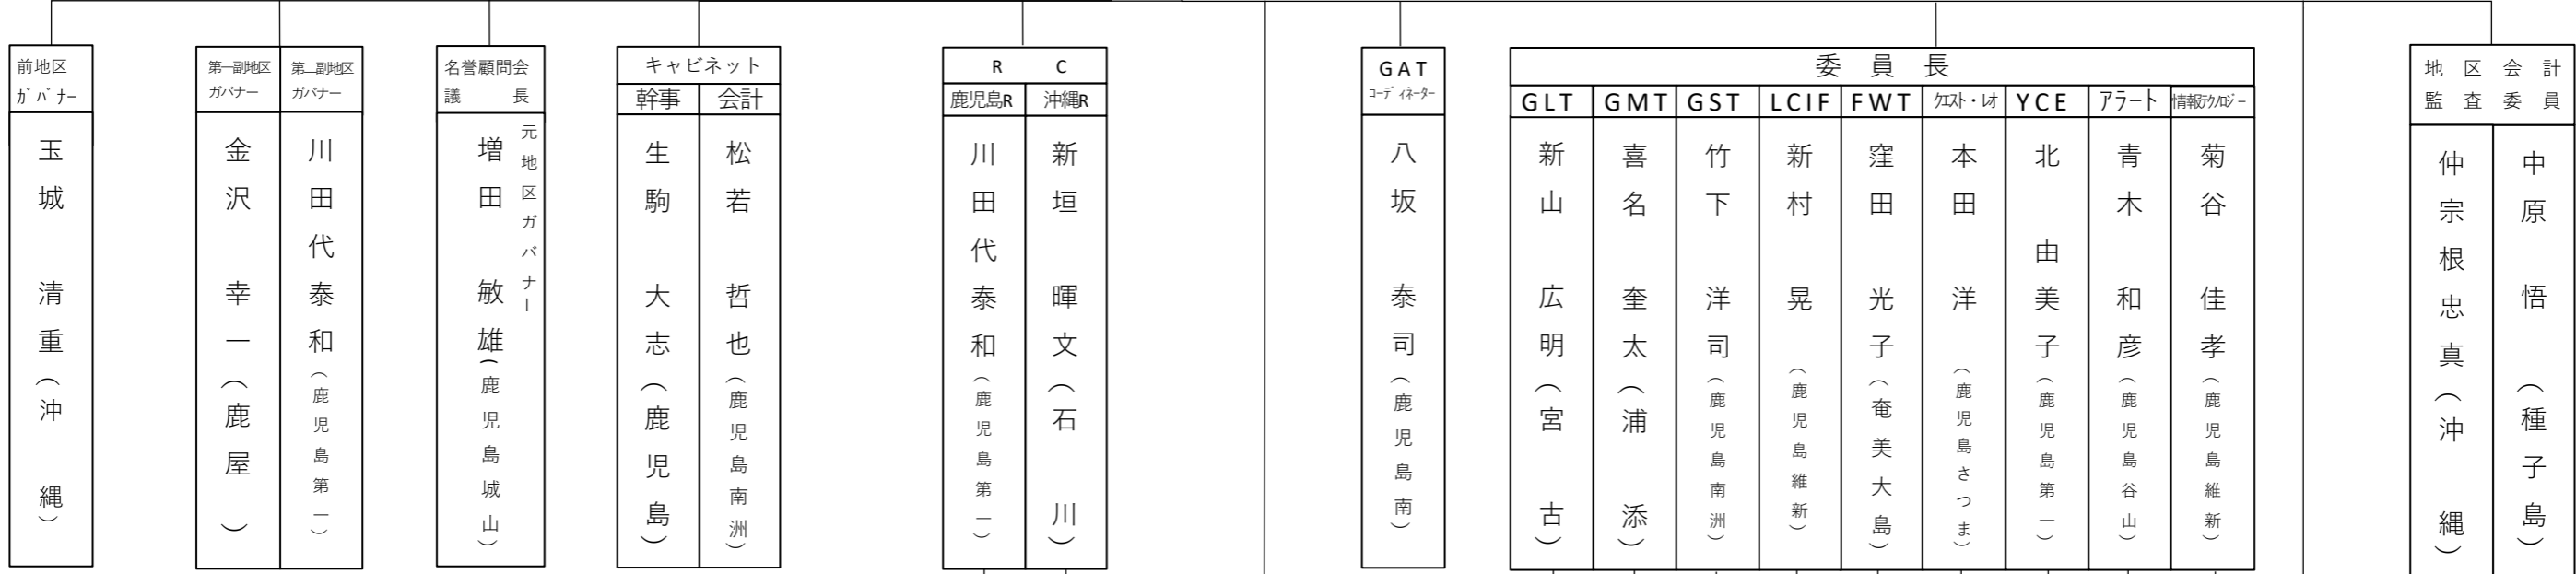 前地区
ガバナー
玉城 清重(沖縄)
第一副地区
ガバナー
金沢 幸一(鹿屋)
第二副地区
ガバナー
川田代泰和(鹿児島第一)
名誉顧問会
議長
元地区ガバナー
増田 敏雄(鹿児島城山)
キャビネット
幹事
生駒 大志(鹿児島)
会計
松若 哲也(鹿児島南洲)
R C
鹿児島R
川田代泰和(鹿児島第一)
沖縄R
新垣 暉文(石川)
GAT
コーディネーター
八坂 泰司(鹿児島南)
委員長
GLT
新山 広明(宮古)
GMT
喜名 奎太(浦添)
GST
竹下 洋司(鹿児島南洲)
LCIF
新村 晃(鹿児島維新)
FWT
窪田 光子(奄美大島)
クエスト・レオ
本田 洋(鹿児島さつま)
YCE
北 由美子(鹿児島第一)
アラート
青木 和彦(鹿児島谷山)
情報テクノロジー
菊谷 佳孝(鹿児島維新)
地区会計
監査委員
仲宗根忠真(沖縄)
中原 悟(種子島)